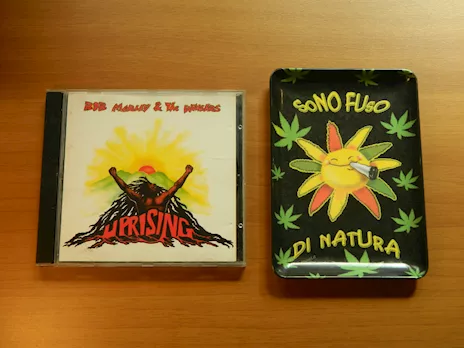 BOB MARLEY & THE WAILERS
UPRISING
SoNO FUSO
DI NATURA